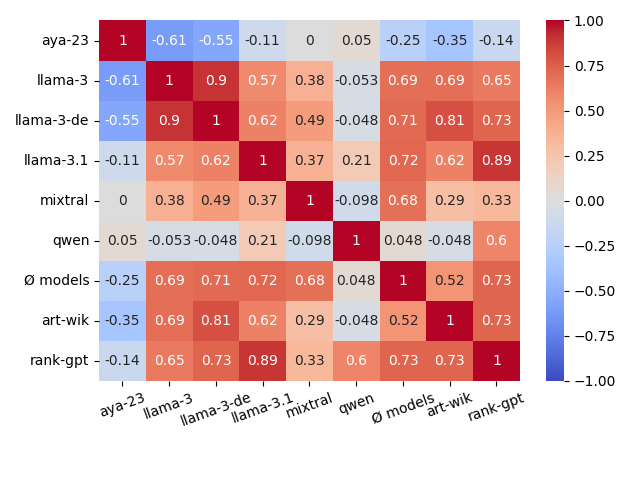 aya-23 1 -0.61 -0.55 -0.11 0 0.05 -0.25 -0.35 -0.14
llama-3 -0.61 1 0.9 0.57 0.38 -0.053 0.69 0.69 0.65
llama-3-de -0.55 0.9 1 0.62 0.49 -0.048 0.71 0.81 0.73
llama-3.1 -0.11 0.57 0.62 1 0.37 0.21 0.72 0.62 0.89
mixtral 0 0.38 0.49 0.37 1 -0.098 0.68 0.29 0.33
qwen 0.05 -0.053 -0.048 0.21 -0.098 1 0.048 -0.048 0.6
Ø models -0.25 0.69 0.71 0.72 0.68 0.048 1 0.52 0.73
art-wik -0.35 0.69 0.81 0.62 0.29 -0.048 0.52 1 0.73
rank-gpt -0.14 0.65 0.73 0.89 0.33 0.6 0.73 0.73 1
aya-23 llama-3 llama-3-de llama-3.1 mixtral qwen Ø models art-wik rank-gpt
1.00
0.75
0.50
0.25
0.00
−0.25
−0.50
−0.75
−1.00